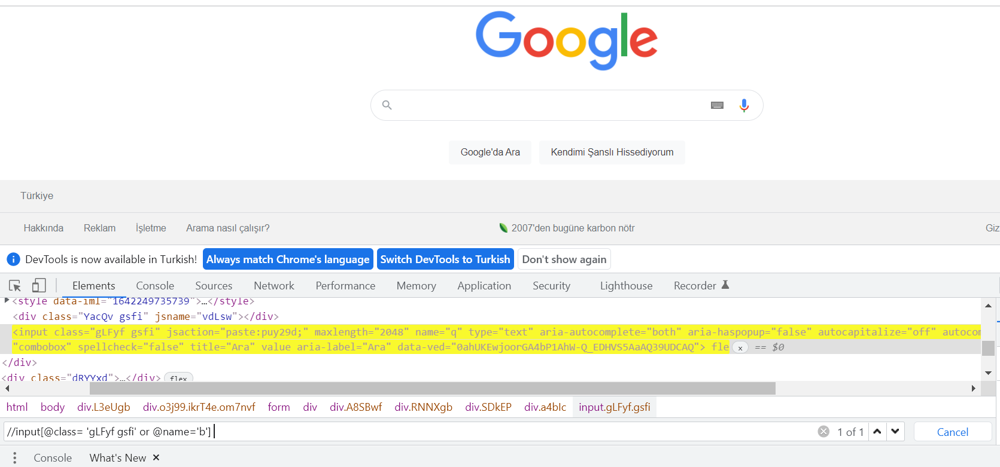 Google
Google'da Ara Kendimi Şanslı Hissediyorum
Türkiye
Hakkında Reklam İşletme Arama nasıl çalışır? 2007'den bugüne karbon nötr Giz
DevTools is now available in Turkish! Always match Chrome's language Switch DevTools to Turkish Don't show again
Elements Console Sources Network Performance Memory Application Security Lighthouse Recorder
<style data-iml="1642249735739">…</style>
<div class="YacQv gsfi" jsname="vdLsw"></div>
<input class="gLFyf gsfi" jsaction="paste:puy29d;" maxlength="2048" name="q" type="text" aria-autocomplete="both" aria-haspopup="false" autocapitalize="off" autocom
"combobox" spellcheck="false" title="Ara" value aria-label="Ara" data-ved="0ahUKEwjoorGA4bP1AhW-Q_EDHVS5AaAQ39UDCAQ"> fle x == $0
</div>
<div class="dRYYxd">…</div> flex
html body div.L3eUgb div.o3j99.ikrT4e.om7nvf form div div.A8SBwf div.RNNXgb div.SDkEP div.a4bIc input.gLFyf.gsfi
//input[@class= 'gLFyf gsfi' or @name='b'] 1 of 1 Cancel
Console What's New ×